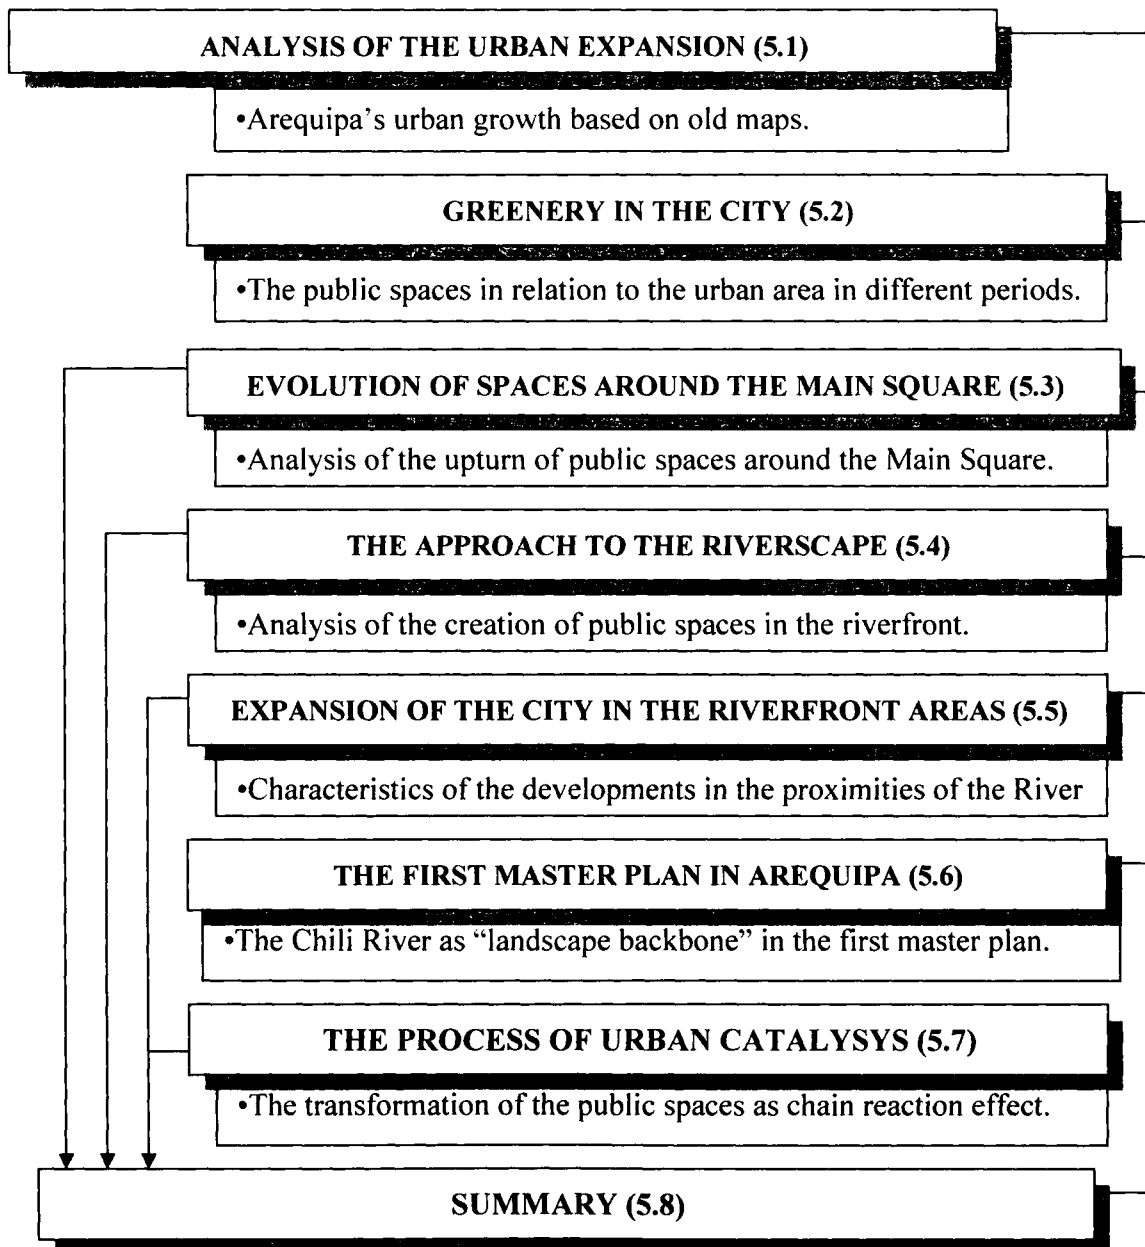 ANALYSIS OF THE URBAN EXPANSION (5.1)
•Arequipa's urban growth based on old maps.
GREENERY IN THE CITY (5.2)
•The public spaces in relation to the urban area in different periods.
EVOLUTION OF SPACES AROUND THE MAIN SQUARE (5.3)
•Analysis of the upturn of public spaces around the Main Square.
THE APPROACH TO THE RIVERSCAPE (5.4)
•Analysis of the creation of public spaces in the riverfront.
EXPANSION OF THE CITY IN THE RIVERFRONT AREAS (5.5)
•Characteristics of the developments in the proximities of the River
THE FIRST MASTER PLAN IN AREQUIPA (5.6)
•The Chili River as “landscape backbone” in the first master plan.
THE PROCESS OF URBAN CATALYSYS (5.7)
•The transformation of the public spaces as chain reaction effect.
SUMMARY (5.8)